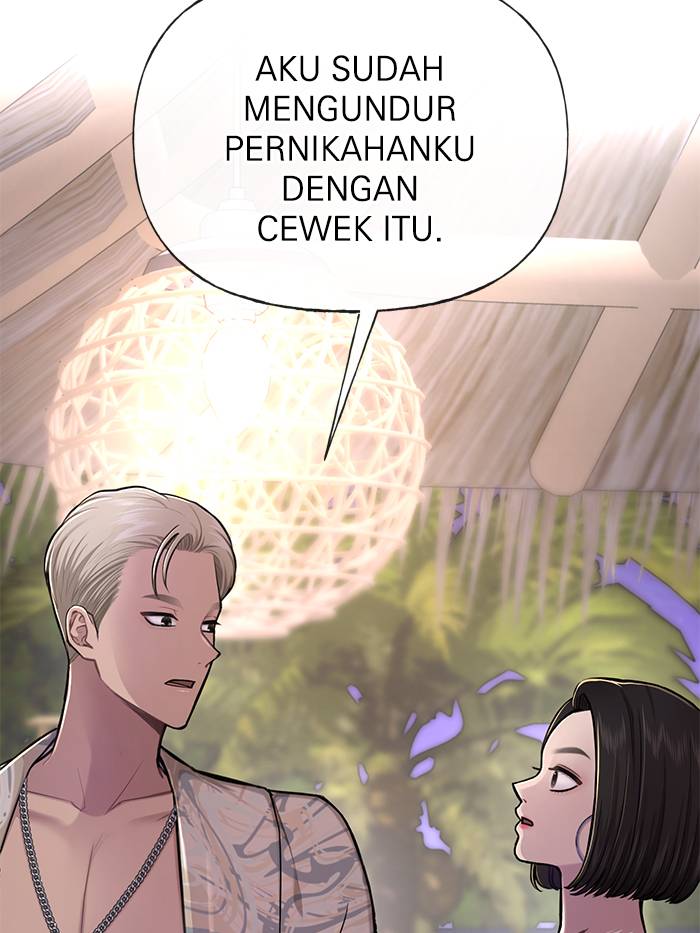 AKU SUDAH
MENGUNDUR
PERNIKAHANKU
DENGAN
CEWEK ITU.